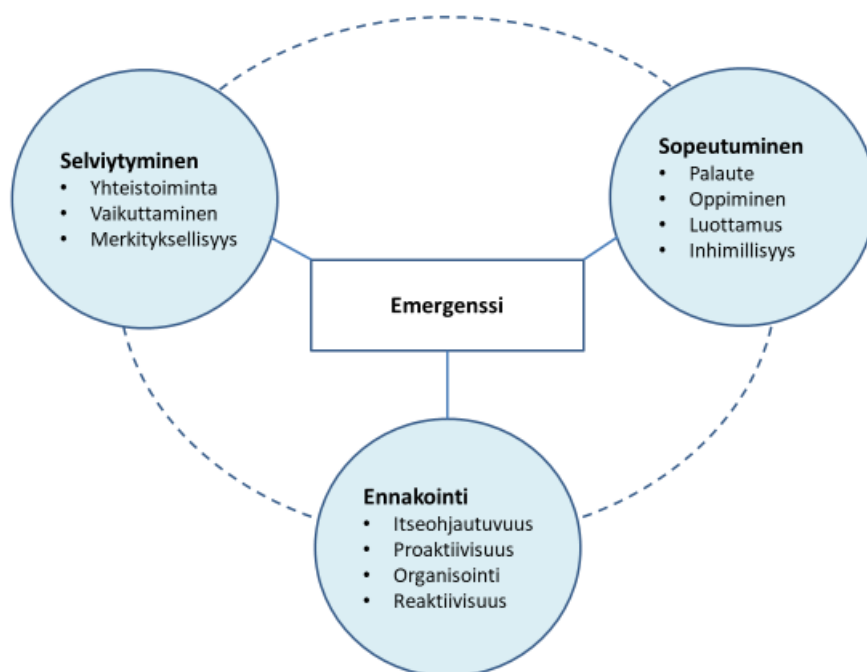 Selviytyminen
• Yhteistoiminta
• Vaikuttaminen
• Merkityksellisyys
Sopeutuminen
• Palaute
• Oppiminen
• Luottamus
• Inhimillisyys
Emergenssi
Ennakointi
• Itseohjautuvuus
• Proaktiivisuus
• Organisointi
• Reaktiivisuus